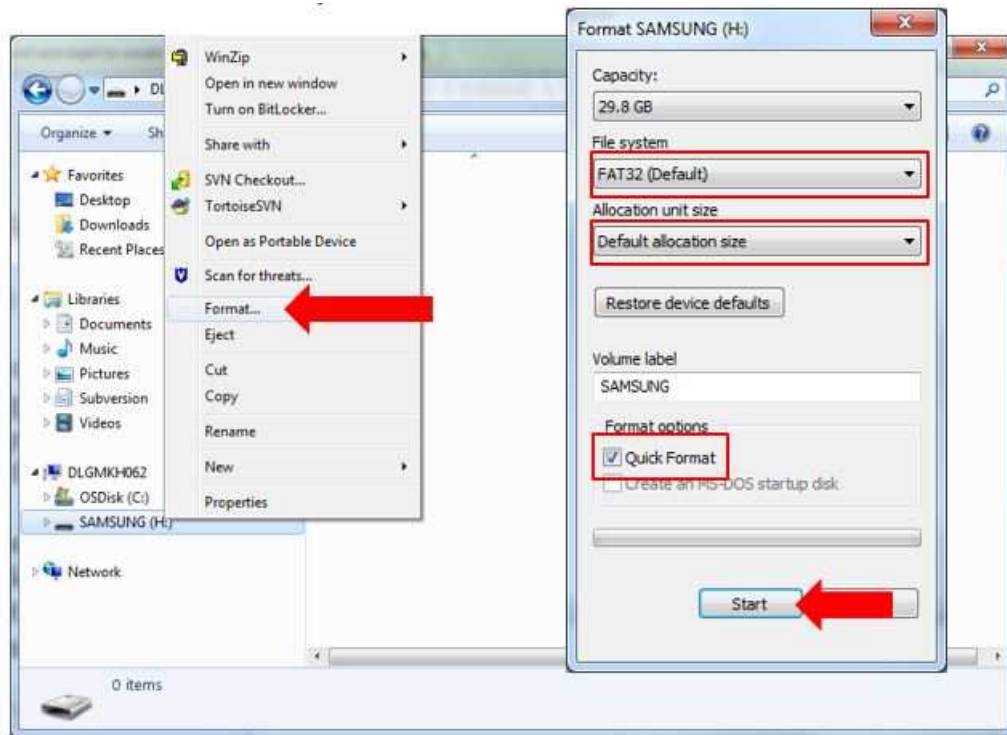 DL
Organize
Sh
Favorites
Desktop
Downloads
Recent Places
Libraries
Documents
Music
Pictures
Subversion
Videos
DLGMKH062
OSDisk (C:)
SAMSUNG (H:)
Network
0 items
WinZip
Open in new window
Turn on BitLocker...
Share with
SVN Checkout...
TortoiseSVN
Open as Portable Device
Scan for threats...
Format...
Eject
Cut
Copy
Rename
New
Properties
Format SAMSUNG (H:)
Capacity:
29.8 GB
File system
FAT32 (Default)
Allocation unit size
Default allocation size
Restore device defaults
Volume label
SAMSUNG
Format options
Quick Format
Create an MS-DOS startup disk
Start